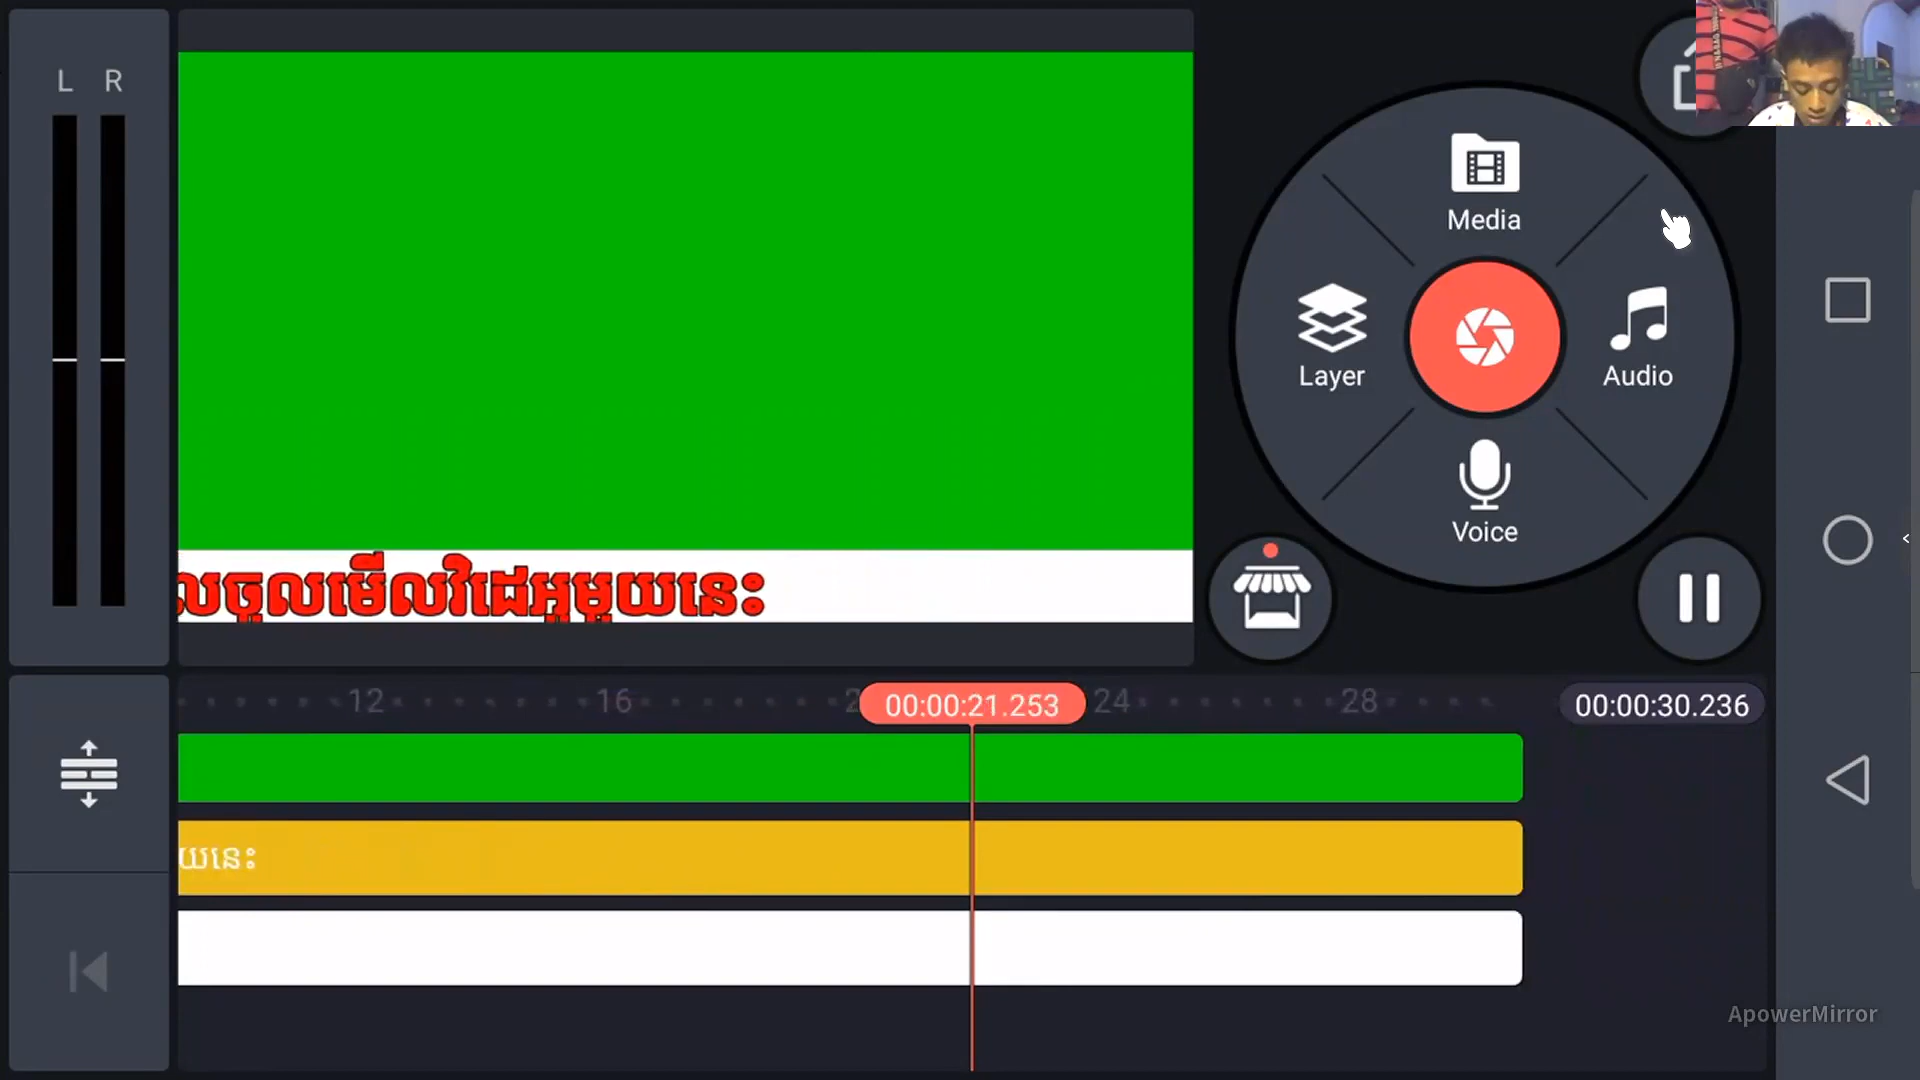 L R
Media
Layer
Audio
Voice
លចូលមើលវិដេអូមួយនេះ
12
16
00:00:21.253
24
28
00:00:30.236
យនេះ
ApowerMirror